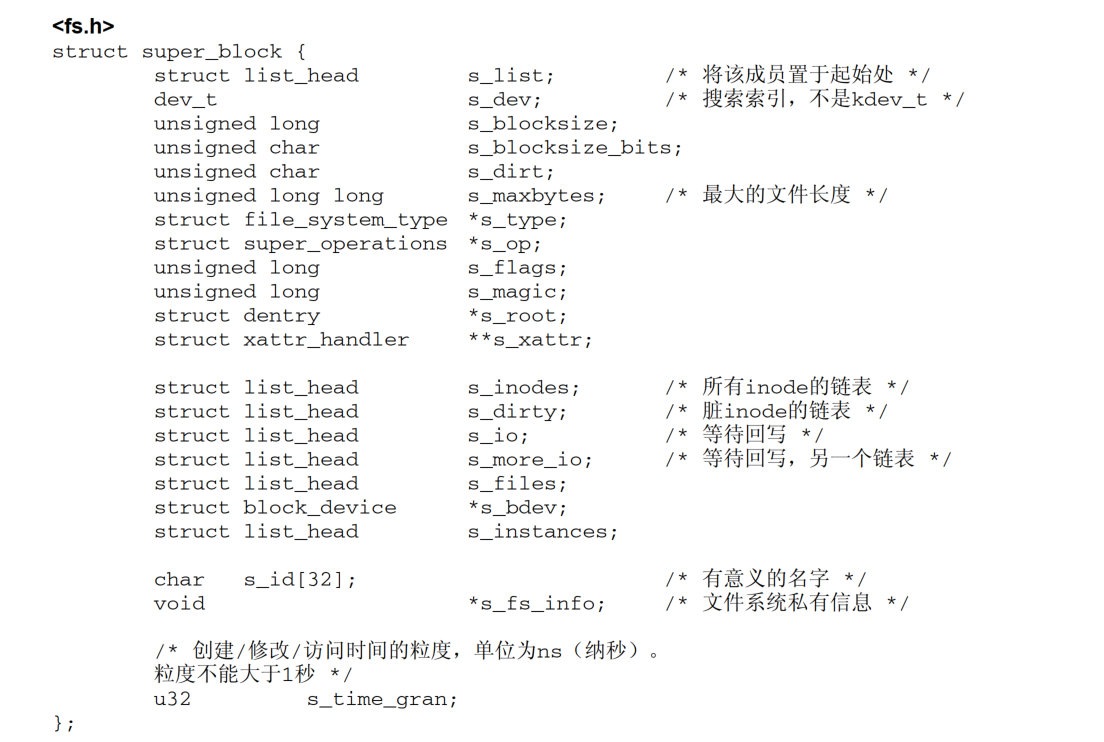 <fs.h>
struct super_block {
struct list_head s_list; /* 将该成员置于起始处 */
dev_t s_dev; /* 搜索索引，不是kdev_t */
unsigned long s_blocksize;
unsigned char s_blocksize_bits;
unsigned char s_dirt;
unsigned long long s_maxbytes; /* 最大的文件长度 */
struct file_system_type *s_type;
struct super_operations *s_op;
unsigned long s_flags;
unsigned long s_magic;
struct dentry *s_root;
struct xattr_handler **s_xattr;
struct list_head s_inodes; /* 所有inode的链表 */
struct list_head s_dirty; /* 脏inode的链表 */
struct list_head s_io; /* 等待回写 */
struct list_head s_more_io; /* 等待回写，另一个链表 */
struct list_head s_files;
struct block_device *s_bdev;
struct list_head s_instances;
char s_id[32]; /* 有意义的名字 */
void *s_fs_info; /* 文件系统私有信息 */
/* 创建/修改/访问时间的粒度，单位为ns（纳秒）。
粒度不能大于1秒 */
u32 s_time_gran;
};